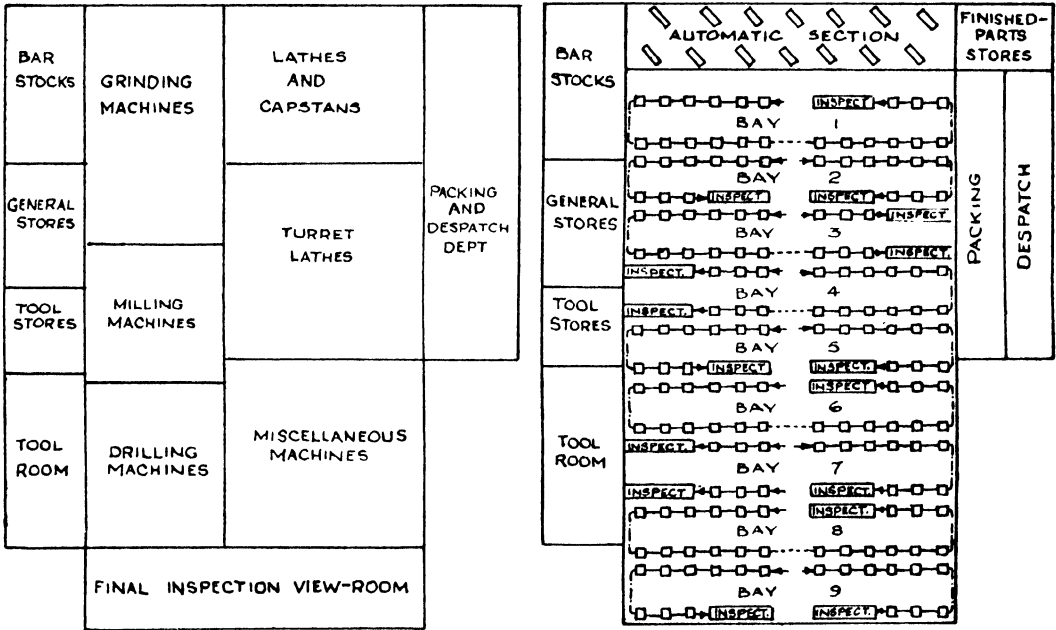 BAR
STOCKS
GRINDING
MACHINES
LATHES
AND
CAPSTANS
GENERAL
STORES
TURRET
LATHES
PACKING
AND
DESPATCH
DEPT
TOOL
STORES
MILLING
MACHINES
TOOL
ROOM
DRILLING
MACHINES
MISCELLANEOUS
MACHINES
FINAL INSPECTION VIEW-ROOM
BAR
STOCKS
AUTOMATIC SECTION
FINISHED-
PARTS
STORES
INSPECT
BAY 1
GENERAL
STORES
BAY 2
INSPECT INSPECT
INSPECT
BAY 3
INSPECT
INSPECT.
BAY 4
TOOL
STORES
INSPECT.
BAY 5
INSPECT INSPECT.
INSPECT.
BAY 6
TOOL
ROOM
INSPECT.
BAY 7
INSPECT INSPECT.
INSPECT.
BAY 8
BAY 9
INSPECT. INSPECT.
PACKING
DESPATCH